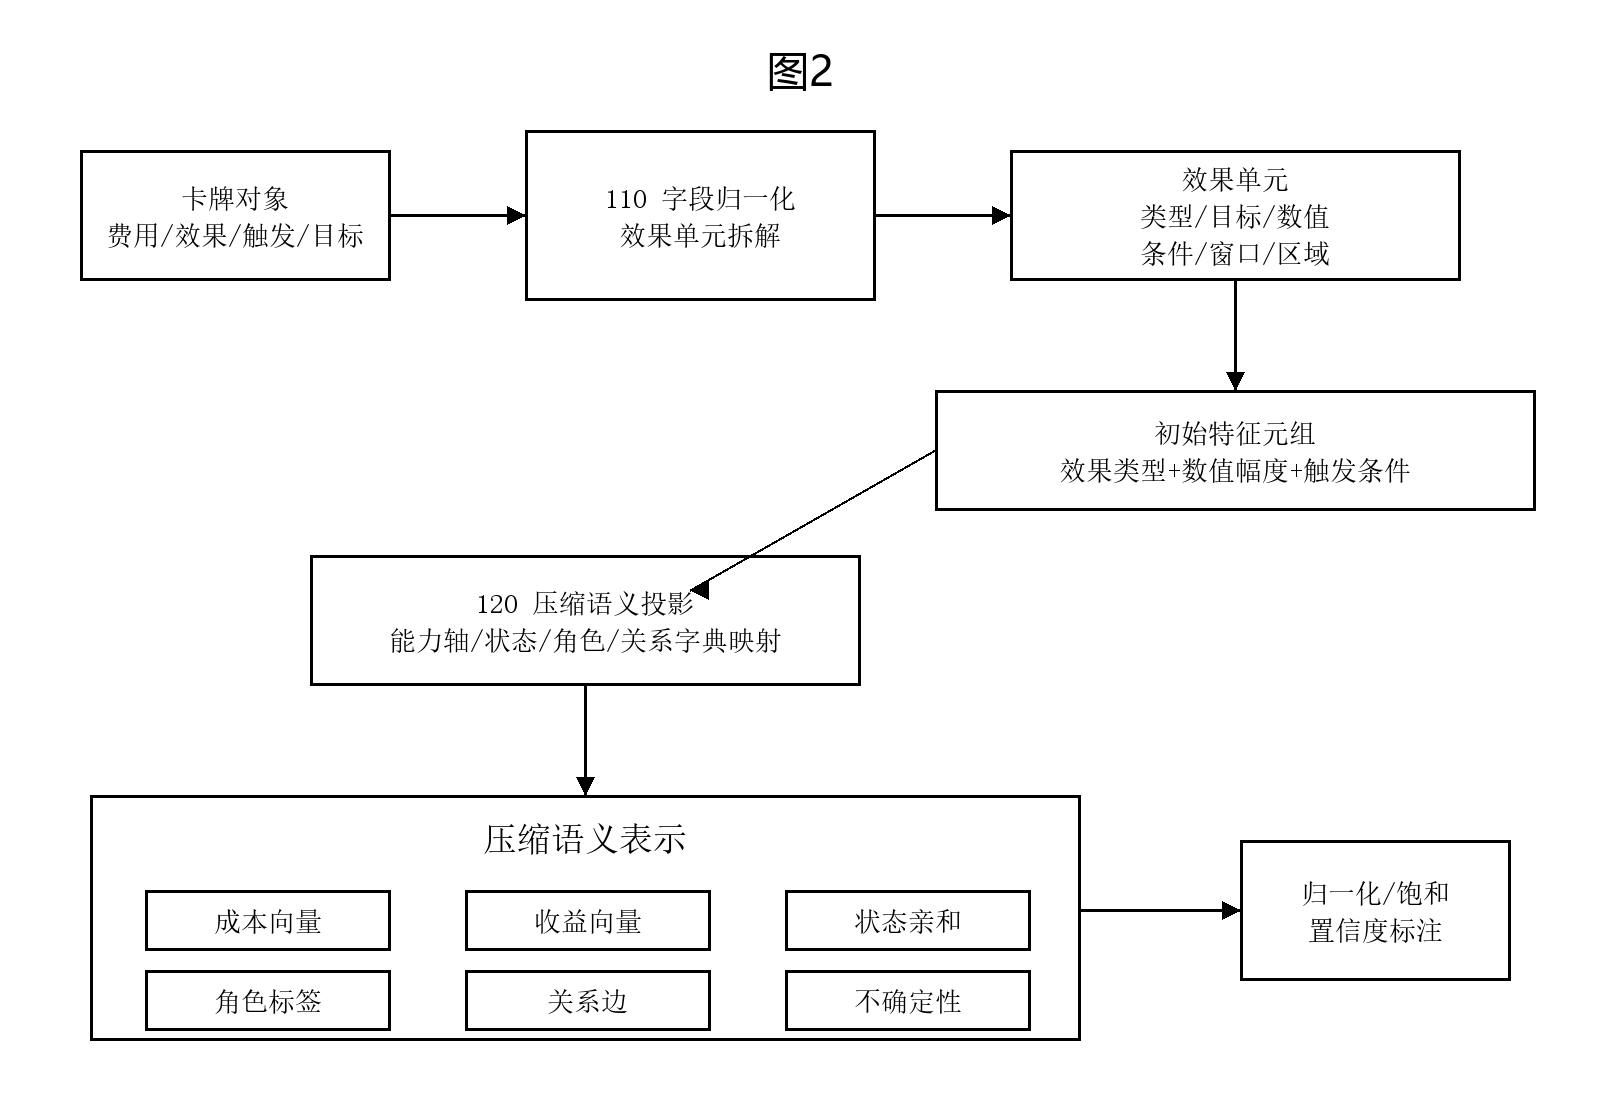 图2
卡牌对象
费用/效果/触发/目标
110 字段归一化
效果单元拆解
效果单元
类型/目标/数值
条件/窗口/区域
初始特征元组
效果类型+数值幅度+触发条件
120 压缩语义投影
能力轴/状态/角色/关系字典映射
压缩语义表示
成本向量
收益向量
状态亲和
角色标签
关系边
不确定性
归一化/饱和
置信度标注